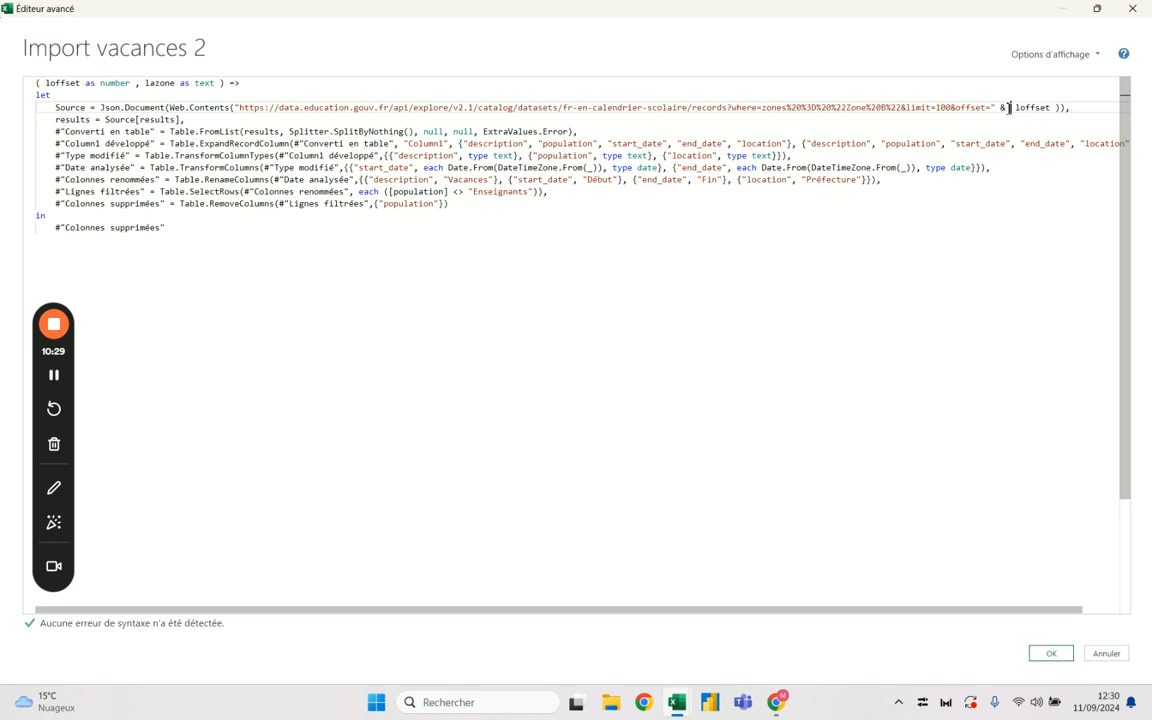 Éditeur avancé
Import vacances 2
Options d'affichage
( loffset as number , lazone as text ) =>
let
Source = Json.Document(Web.Contents("https://data.education.gouv.fr/api/explore/v2.1/catalog/datasets/fr-en-calendrier-scolaire/records?where=zones%20%3D%20%22Zone%20B%22&limit=100&offset=" & loffset )),
results = Source[results],
#"Converti en table" = Table.FromList(results, Splitter.SplitByNothing(), null, null, ExtraValues.Error),
#"Column1 développé" = Table.ExpandRecordColumn(#"Converti en table", "Column1", {"description", "population", "start_date", "end_date", "location"}, {"description", "population", "start_date", "end_date", "location"
#"Type modifié" = Table.TransformColumnTypes(#"Column1 développé",{{"description", type text}, {"population", type text}, {"location", type text}}),
#"Date analysée" = Table.TransformColumns(#"Type modifié",{{"start_date", each Date.From(DateTimeZone.From(_)), type date}, {"end_date", each Date.From(DateTimeZone.From(_)), type date}}),
#"Colonnes renommées" = Table.RenameColumns(#"Date analysée",{{"description", "Vacances"}, {"start_date", "Début"}, {"end_date", "Fin"}, {"location", "Préfecture"}}),
#"Lignes filtrées" = Table.SelectRows(#"Colonnes renommées", each ([population] <> "Enseignants")),
#"Colonnes supprimées" = Table.RemoveColumns(#"Lignes filtrées",{"population"})
in
#"Colonnes supprimées"
10:29
Aucune erreur de syntaxe n'a été détectée.
OK
Annuler
15°C
Nuageux
Rechercher
12:30
11/09/2024